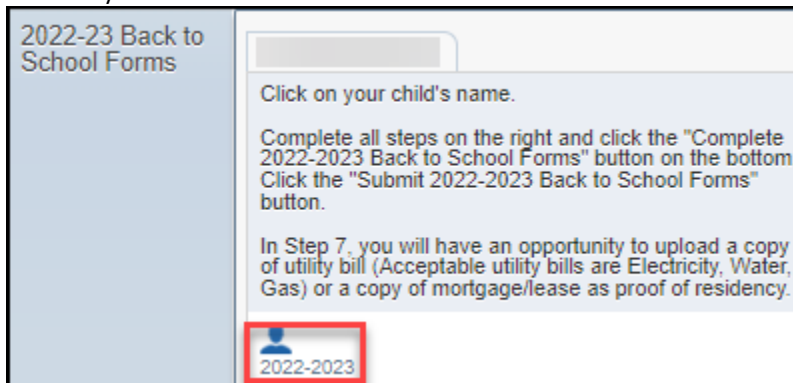 2022-23 Back to
School Forms
Click on your child's name.
Complete all steps on the right and click the "Complete
2022-2023 Back to School Forms" button on the bottom
Click the "Submit 2022-2023 Back to School Forms"
button.
In Step 7, you will have an opportunity to upload a copy
of utility bill (Acceptable utility bills are Electricity, Water,
Gas) or a copy of mortgage/lease as proof of residency.
2022-2023